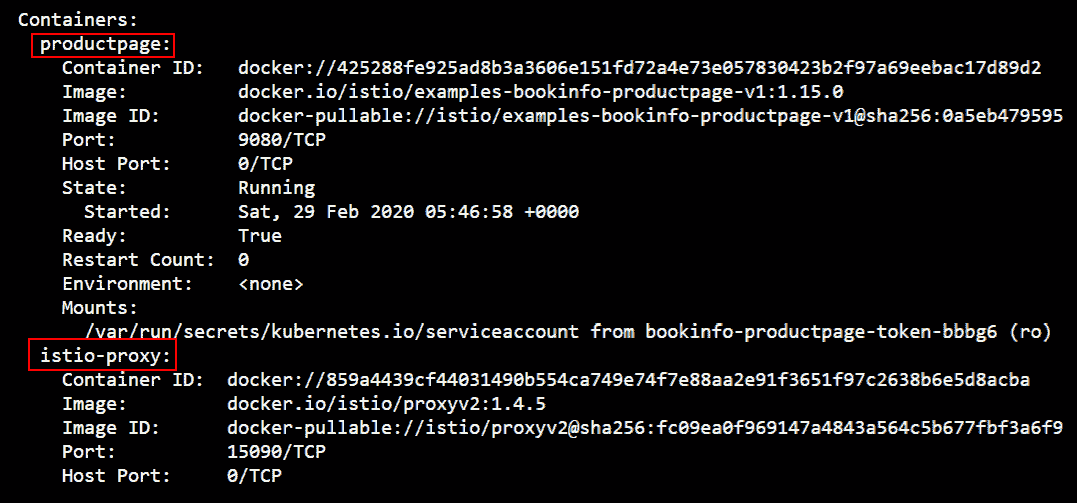 Containers:
productpage:
Container ID: docker://425288fe925ad8b3a3606e151fd72a4e73e057830423b2f97a69eebac17d89d2
Image: docker.io/istio/examples-bookinfo-productpage-v1:1.15.0
Image ID: docker-pullable://istio/examples-bookinfo-productpage-v1@sha256:0a5eb479595
Port: 9080/TCP
Host Port: 0/TCP
State: Running
Started: Sat, 29 Feb 2020 05:46:58 +0000
Ready: True
Restart Count: 0
Environment: <none>
Mounts:
/var/run/secrets/kubernetes.io/serviceaccount from bookinfo-productpage-token-bbbg6 (ro)
istio-proxy:
Container ID: docker://859a4439cf44031490b554ca749e74f7e88aa2e91f3651f97c2638b6e5d8acba
Image: docker.io/istio/proxyv2:1.4.5
Image ID: docker-pullable://istio/proxyv2@sha256:fc09ea0f969147a4843a564c5b677fbf3a6f9
Port: 15090/TCP
Host Port: 0/TCP